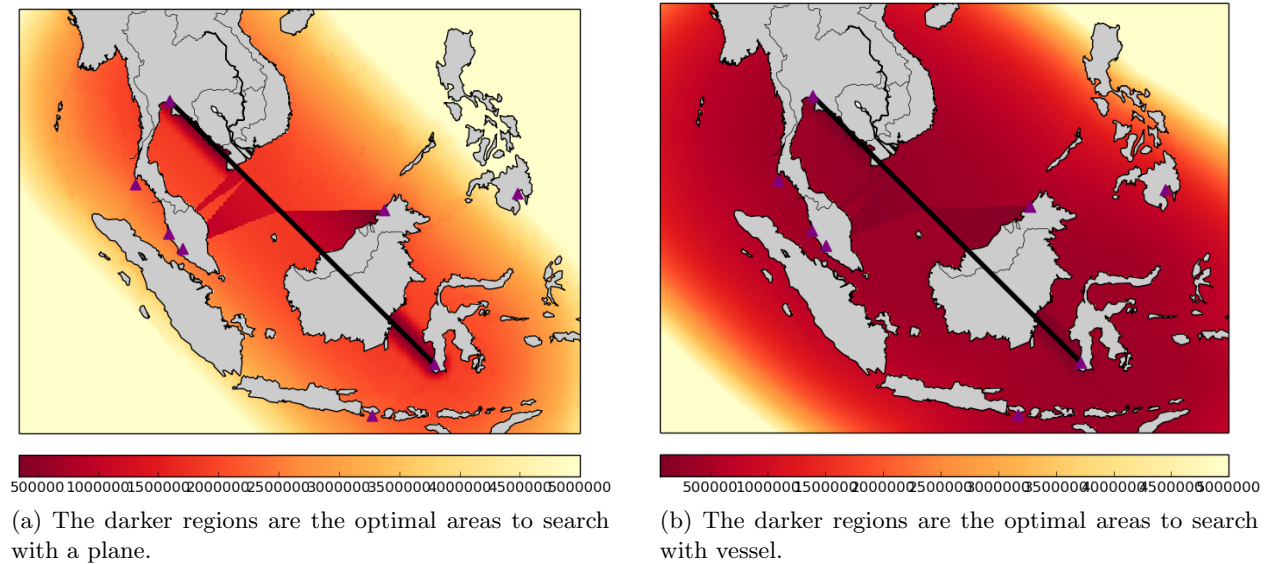 500000 1000000 1500000 2000000 2500000 3000000 3500000 4000000 4500000 5000000
(a) The darker regions are the optimal areas to search
with a plane.
500000 1000000 1500000 2000000 2500000 3000000 3500000 4000000 4500000 5000000
(b) The darker regions are the optimal areas to search
with vessel.